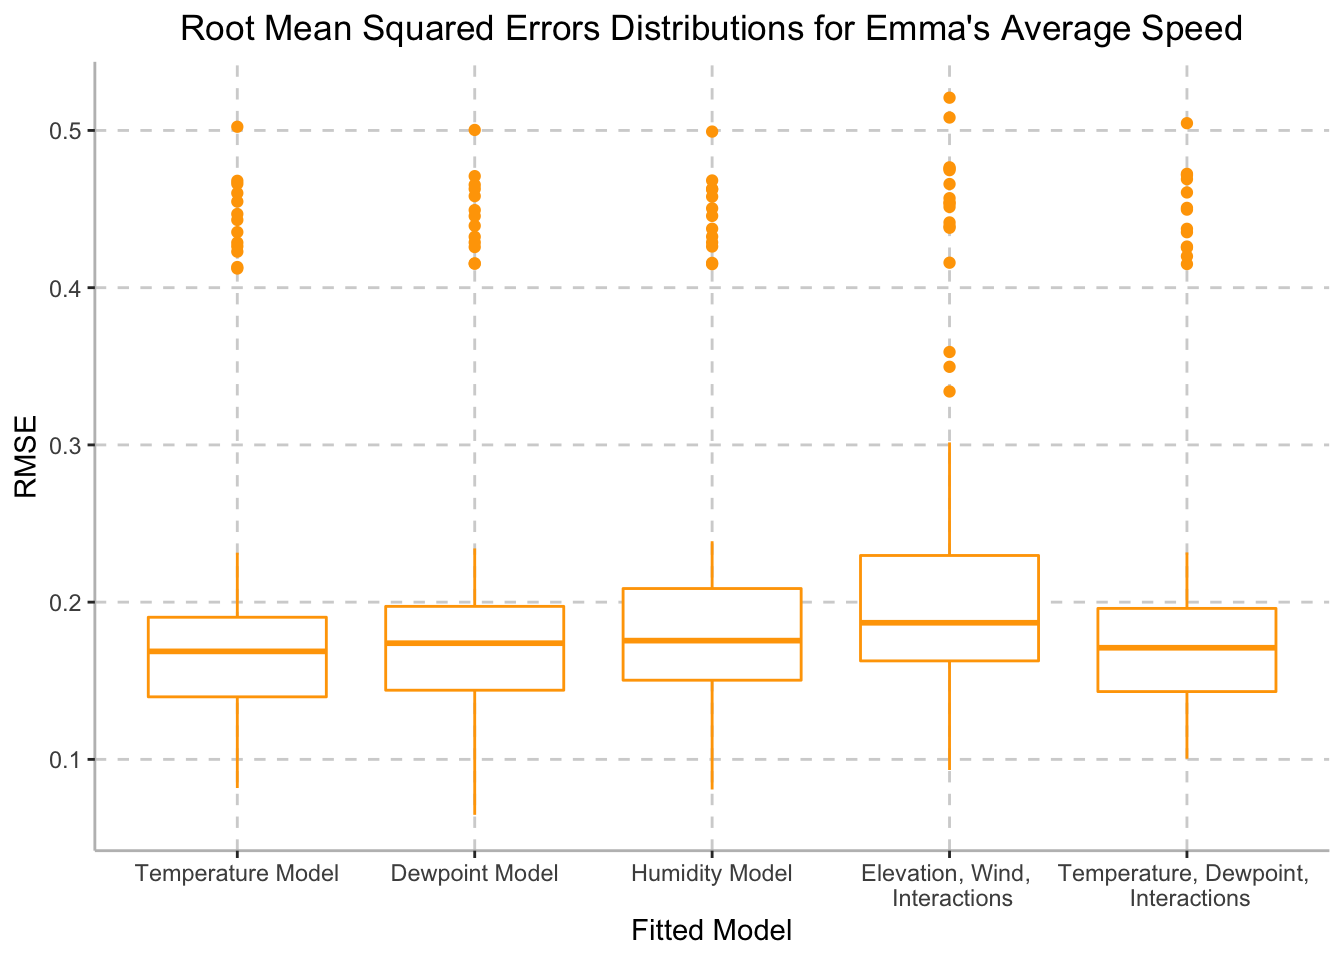 Root Mean Squared Errors Distributions for Emma's Average Speed
0.5
0.4
0.3
0.2
0.1
RMSE
Temperature Model
Dewpoint Model
Humidity Model
Elevation, Wind,
Interactions
Temperature, Dewpoint,
Interactions
Fitted Model